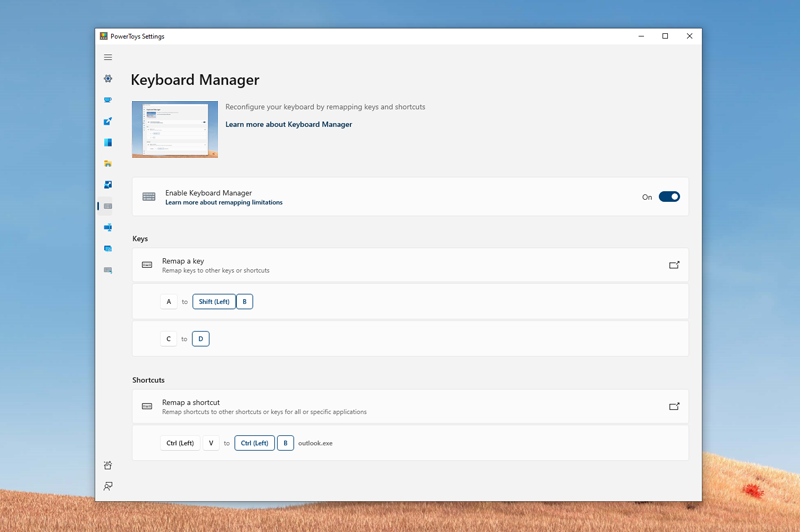 PowerToys Settings
Keyboard Manager
Reconfigure your keyboard by remapping keys and shortcuts
Learn more about Keyboard Manager
Enable Keyboard Manager
Learn more about remapping limitations
On
Keys
Remap a key
Remap keys to other keys or shortcuts
A to Shift (Left) B
C to D
Shortcuts
Remap a shortcut
Remap shortcuts to other shortcuts or keys for all or specific applications
Ctrl (Left) V to Ctrl (Left) B outlook.exe